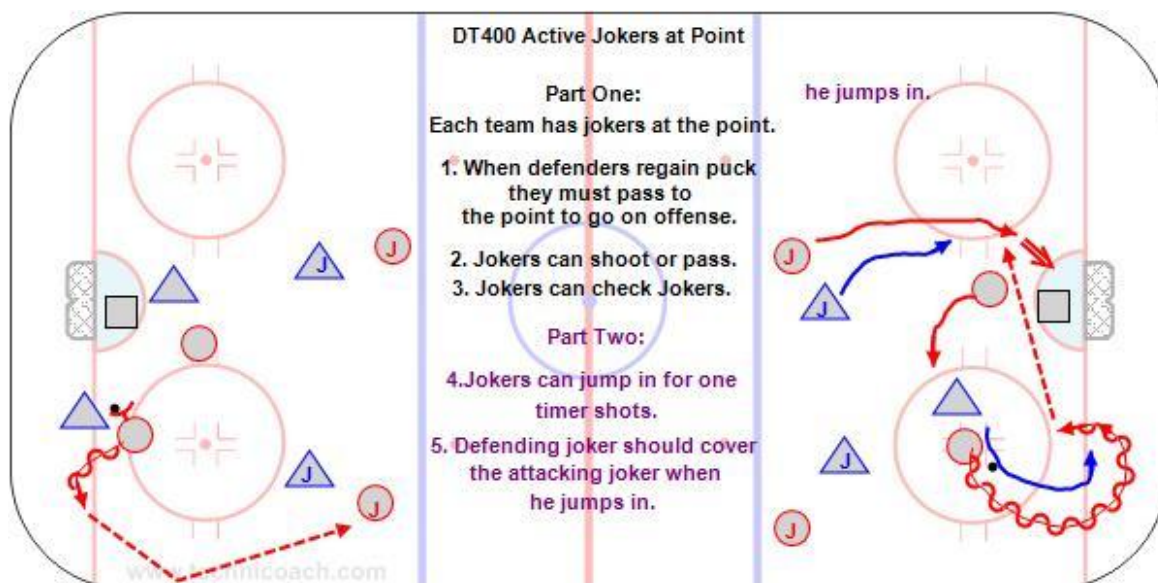 DT400 Active Jokers at Point
Part One:
Each team has jokers at the point.
1. When defenders regain puck
they must pass to
the point to go on offense.
2. Jokers can shoot or pass.
3. Jokers can check Jokers.
Part Two:
4.Jokers can jump in for one
timer shots.
5. Defending joker should cover
the attacking joker when
he jumps in.
he jumps in.
J
J
J
J
J
J
J
J
www.technicoach.com